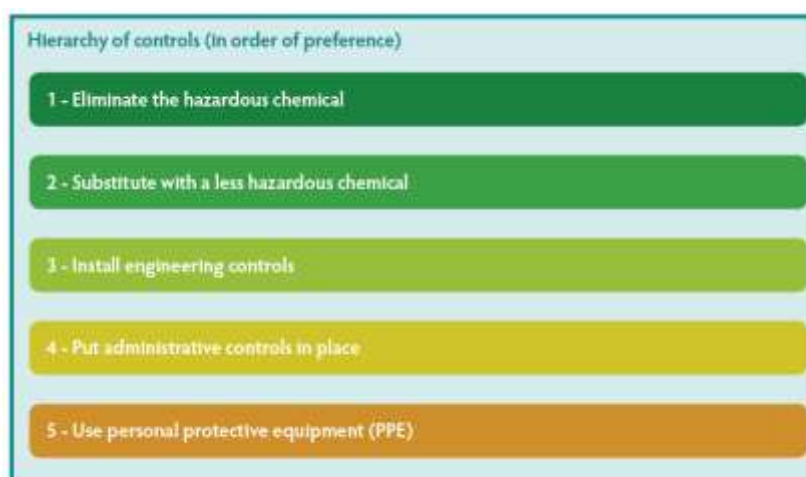 Hierarchy of controls (in order of preference)
1 - Eliminate the hazardous chemical
2 - Substitute with a less hazardous chemical
3 - Install engineering controls
4 - Put administrative controls in place
5 - Use personal protective equipment (PPE)